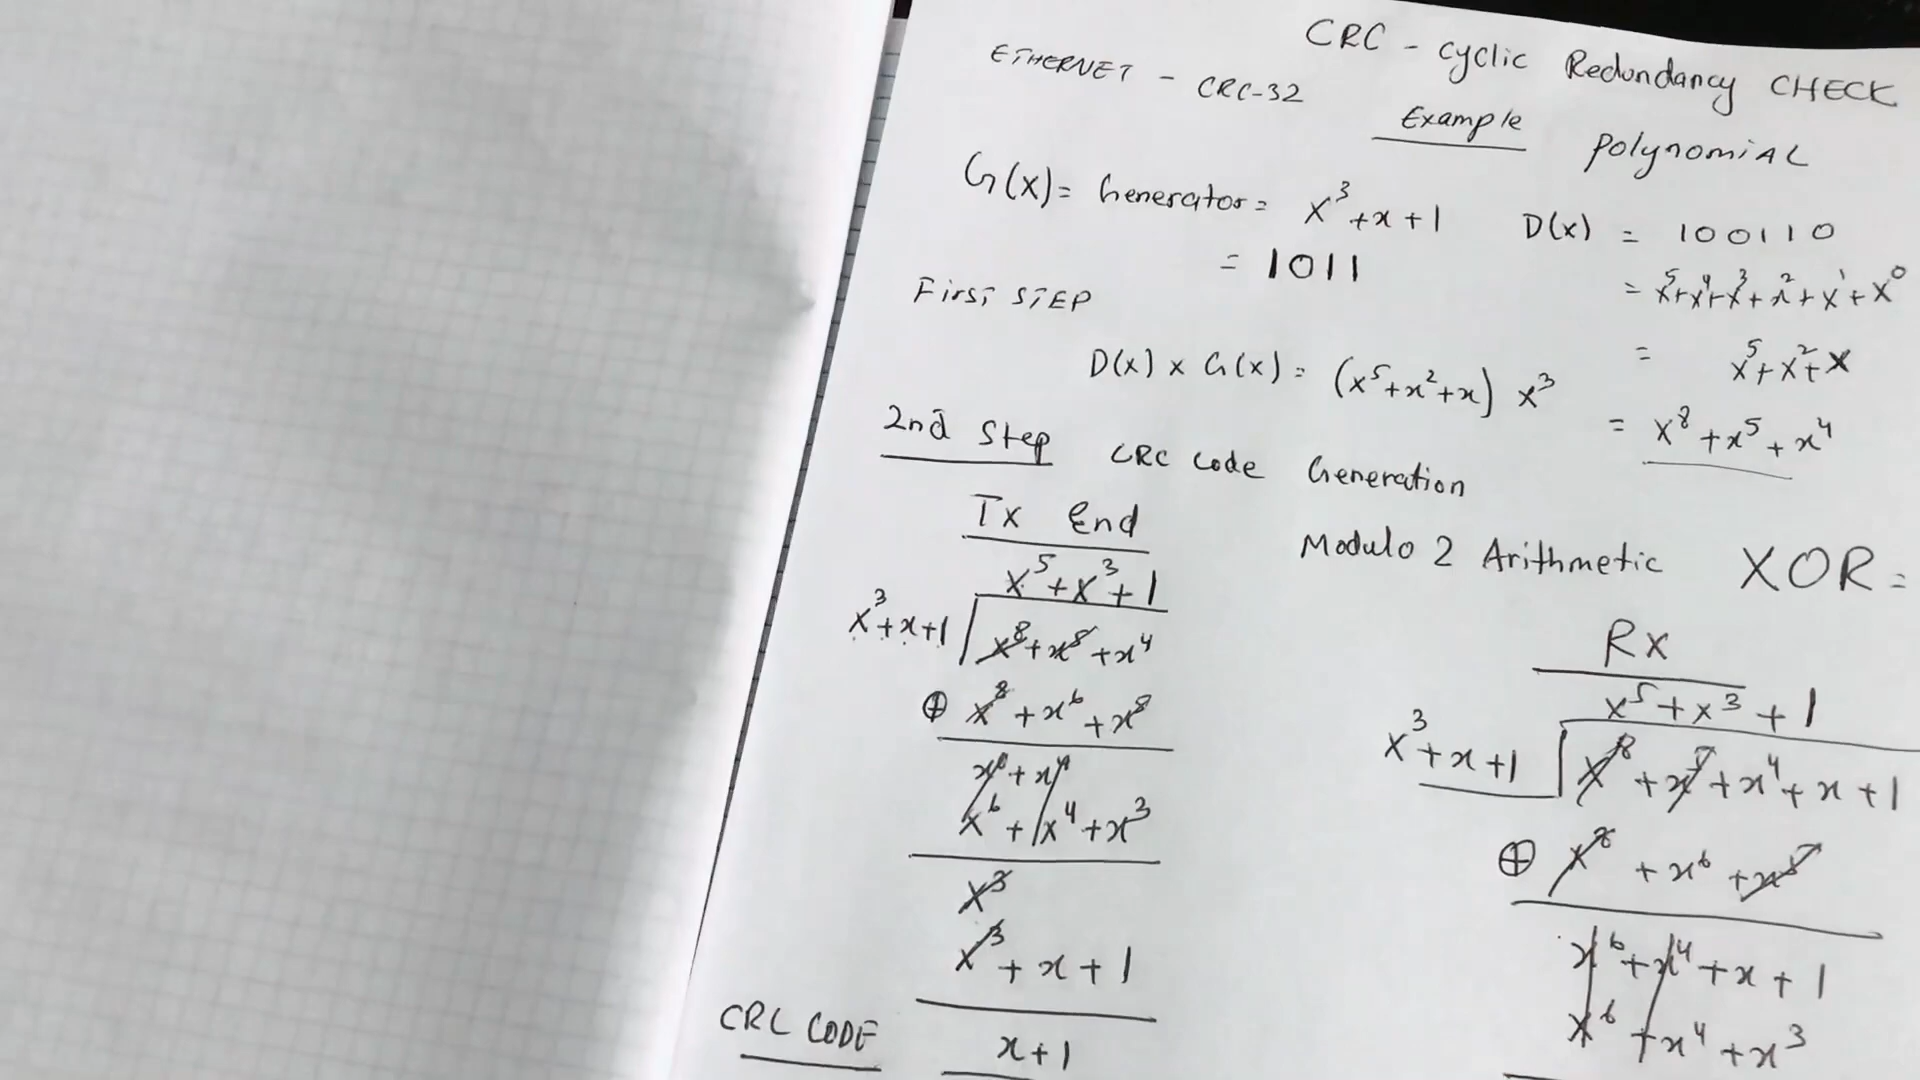 CRC - Cyclic Redundancy CHECK
ETHERNET - CRC-32
Example
Polynomial
G(x) = Generator = x³ + x + 1
= 1011
D(x) = 100110
= x⁵ + x⁴ + x³ + x² + x¹ + x⁰
= x⁵ + x² + x
First STEP
D(x) x G(x) = (x⁵ + x² + x) x³
= x⁸ + x⁵ + x⁴
2nd Step CRC Code Generation
Tx End
Modulo 2 Arithmetic XOR =
x⁵ + x³ + 1
x³ + x + 1
x⁸ + x⁵ + x⁴
⊕ x⁸ + x⁶ + x⁵
x⁶ + x⁴
x⁶ + x⁴ + x³
x³
x³ + x + 1
CRC CODE
x + 1
Rx
x⁵ + x³ + 1
x³ + x + 1
x⁸ + x⁵ + x⁴ + x + 1
⊕ x⁸ + x⁶ + x⁵
x⁶ + x⁴ + x + 1
x⁶ + x⁴ + x³